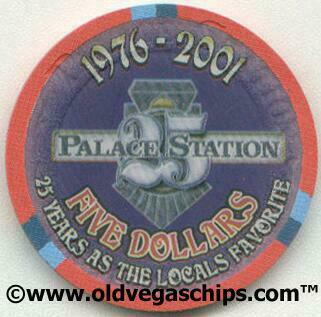 1976 - 2001
25
PALACE STATION
FIVE DOLLARS
25 YEARS AS THE LOCALS FAVORITE
©www.oldvegaschips.com™